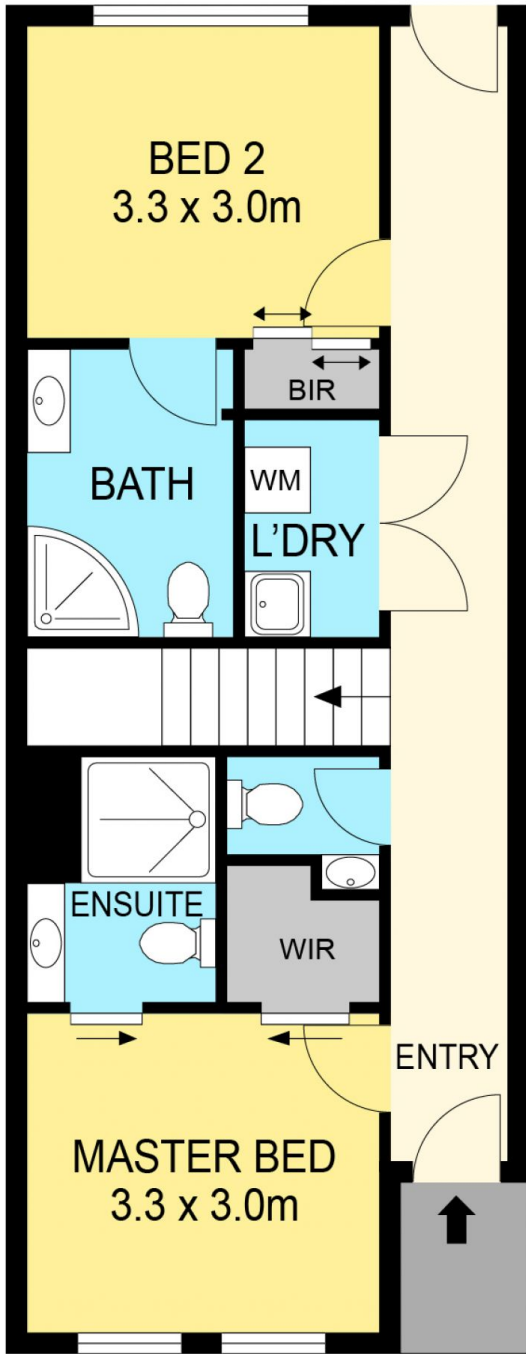 BED 2
3.3 x 3.0m
BIR
BATH
WM
L'DRY
ENSUITE
WIR
ENTRY
MASTER BED
3.3 x 3.0m